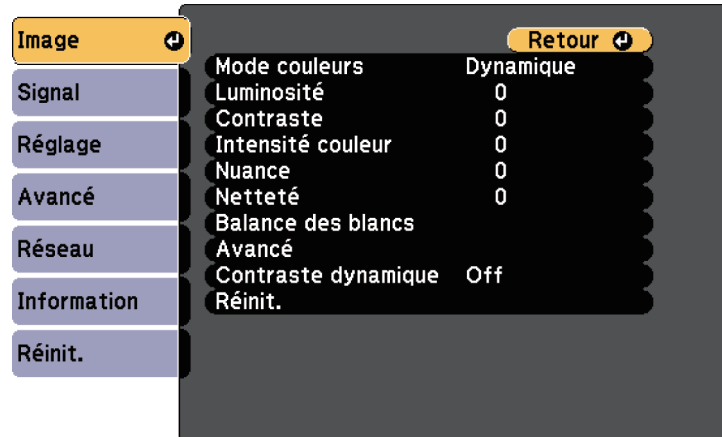 Image
Signal
Réglage
Avancé
Réseau
Information
Réinit.
Retour
Mode couleurs Dynamique
Luminosité 0
Contraste 0
Intensité couleur 0
Nuance 0
Netteté 0
Balance des blancs
Avancé
Contraste dynamique Off
Réinit.